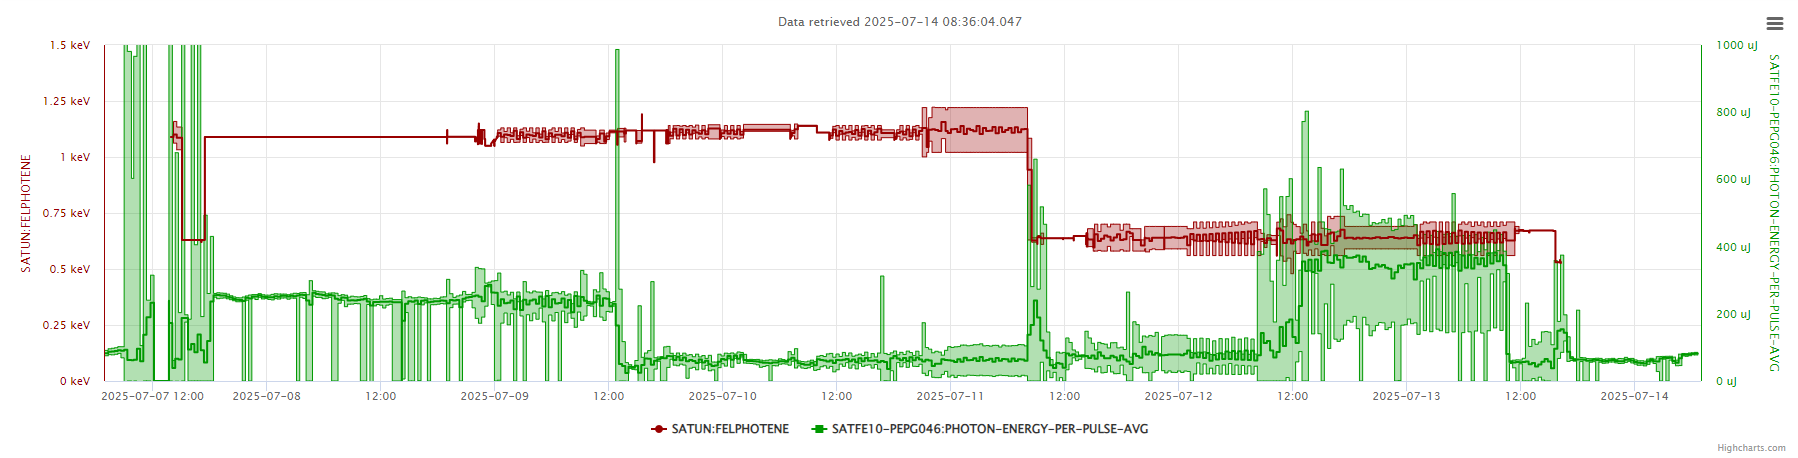 Data retrieved 2025-07-14 08:36:04.047
1.5 keV
1.25 keV
1 keV
0.75 keV
0.5 keV
0.25 keV
0 keV
SATUN:FELPHOTENE
1000 uJ
800 uJ
600 uJ
400 uJ
200 uJ
0 uJ
SATFE10-PEPG046:PHOTON-ENERGY-PER-PULSE-AVG
2025-07-07 12:00 2025-07-08 12:00 2025-07-09 12:00 2025-07-10 12:00 2025-07-11 12:00 2025-07-12 12:00 2025-07-13 12:00 2025-07-14
SATUN:FELPHOTENE SATFE10-PEPG046:PHOTON-ENERGY-PER-PULSE-AVG
Highcharts.com